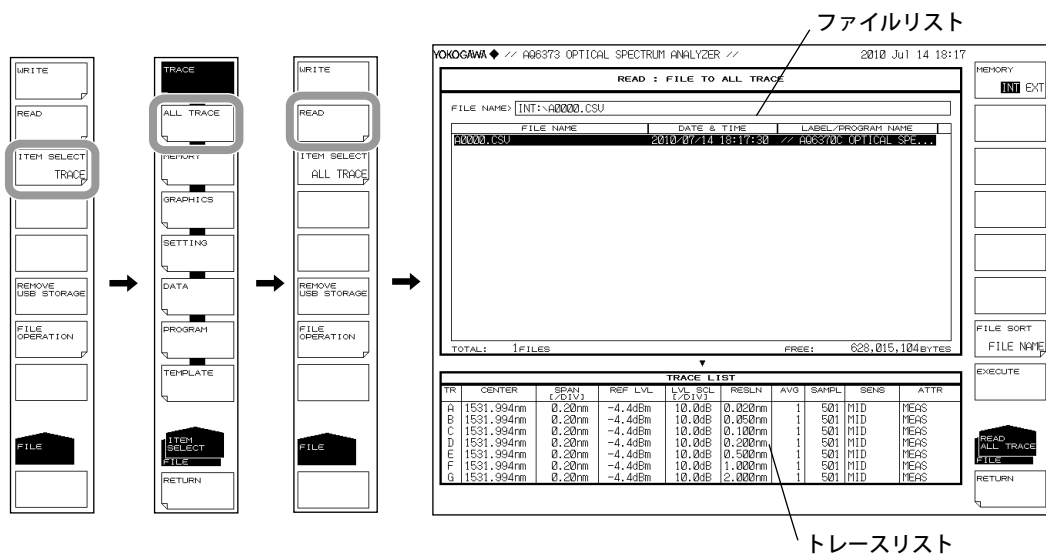 ファイルリスト
WRITE
READ
ITEM SELECT
TRACE
REMOVE
USB STORAGE
FILE
OPERATION
FILE
TRACE
ALL TRACE
MEMORY
GRAPHICS
SETTING
DATA
PROGRAM
TEMPLATE
ITEM
SELECT
FILE
RETURN
WRITE
READ
ITEM SELECT
ALL TRACE
REMOVE
USB STORAGE
FILE
OPERATION
FILE
YOKOGAWA ◆ // AQ6373 OPTICAL SPECTRUM ANALYZER // 2010 Jul 14 18:17
READ : FILE TO ALL TRACE
FILE NAME> INT:\A0000.CSV
FILE NAME DATE & TIME LABEL/PROGRAM NAME
A0000.CSV 2010/07/14 18:17:30 // AQ6370C OPTICAL SPE...
TOTAL: 1FILES FREE: 628,015,104BYTES
▼
TRACE LIST
TR CENTER SPAN [/DIV] REF LVL LVL SCL [/DIV] RESLN AVG SAMPL SENS ATTR
A 1531.994nm 0.20nm -4.4dBm 10.0dB 0.020nm 1 501 MID MEAS
B 1531.994nm 0.20nm -4.4dBm 10.0dB 0.050nm 1 501 MID MEAS
C 1531.994nm 0.20nm -4.4dBm 10.0dB 0.100nm 1 501 MID MEAS
D 1531.994nm 0.20nm -4.4dBm 10.0dB 0.200nm 1 501 MID MEAS
E 1531.994nm 0.20nm -4.4dBm 10.0dB 0.500nm 1 501 MID MEAS
F 1531.994nm 0.20nm -4.4dBm 10.0dB 1.000nm 1 501 MID MEAS
G 1531.994nm 0.20nm -4.4dBm 10.0dB 2.000nm 1 501 MID MEAS
MEMORY
INT EXT
FILE SORT
FILE NAME
EXECUTE
READ
ALL TRACE
FILE
RETURN
トレースリスト